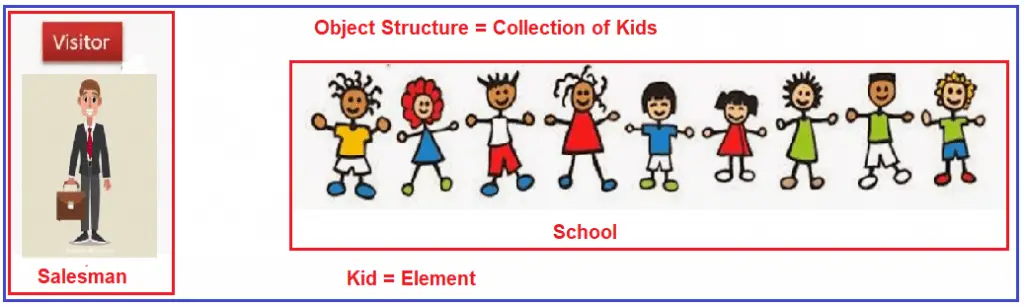 Visitor
Salesman
Object Structure = Collection of Kids
School
Kid = Element